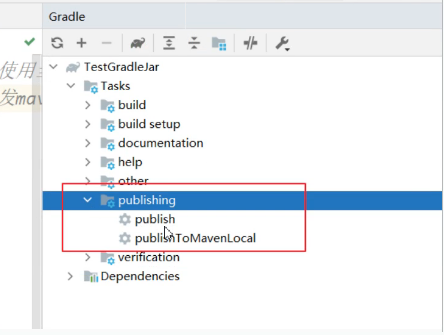 Gradle
TestGradleJar
使用
Tasks
发mav
build
build setup
documentation
help
other
publishing
publish
publishToMavenLocal
verification
Dependencies